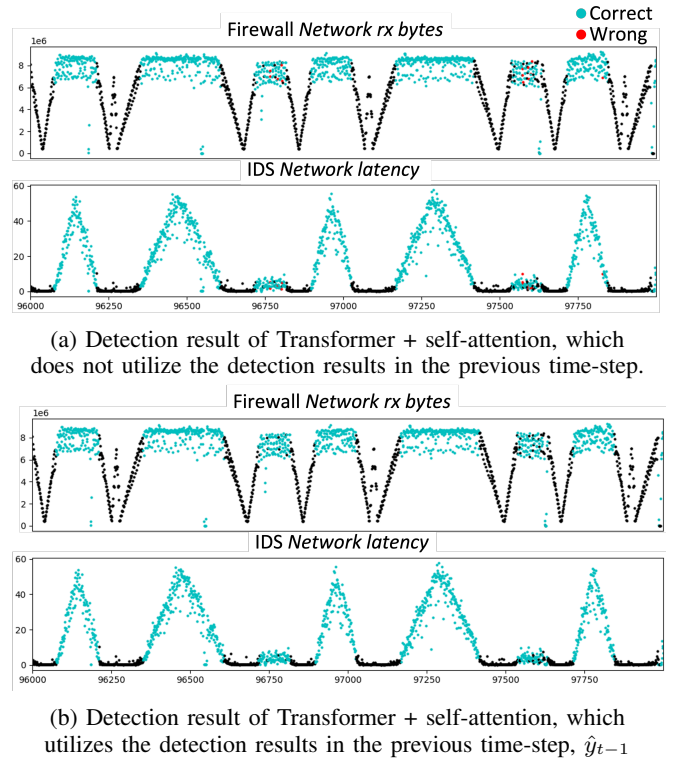 Correct
Wrong
Firewall Network rx bytes
1e6
8
6
4
2
0
IDS Network latency
60
40
20
0
96000 96250 96500 96750 97000 97250 97500 97750
(a) Detection result of Transformer + self-attention, which
does not utilize the detection results in the previous time-step.
Firewall Network rx bytes
1e6
8
6
4
2
0
IDS Network latency
60
40
20
0
96000 96250 96500 96750 97000 97250 97500 97750
(b) Detection result of Transformer + self-attention, which
utilizes the detection results in the previous time-step, ŷt−1